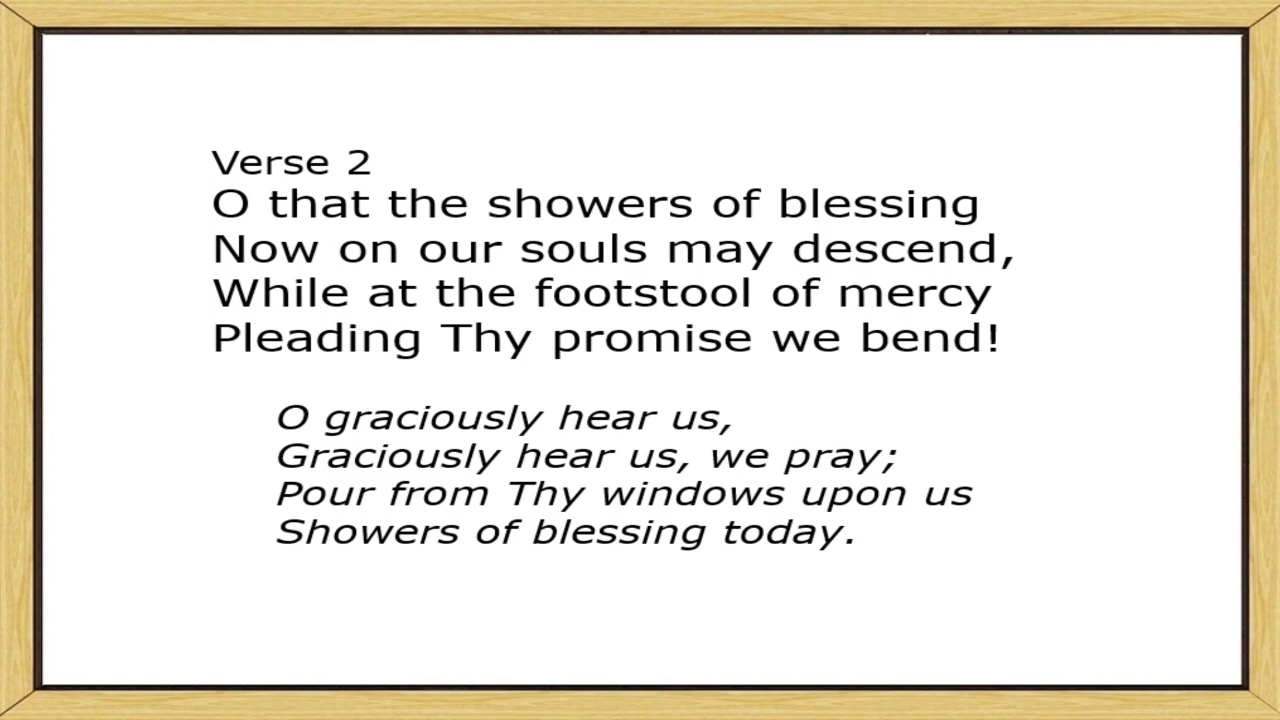 Verse 2
O that the showers of blessing
Now on our souls may descend,
While at the footstool of mercy
Pleading Thy promise we bend!
O graciously hear us,
Graciously hear us, we pray;
Pour from Thy windows upon us
Showers of blessing today.